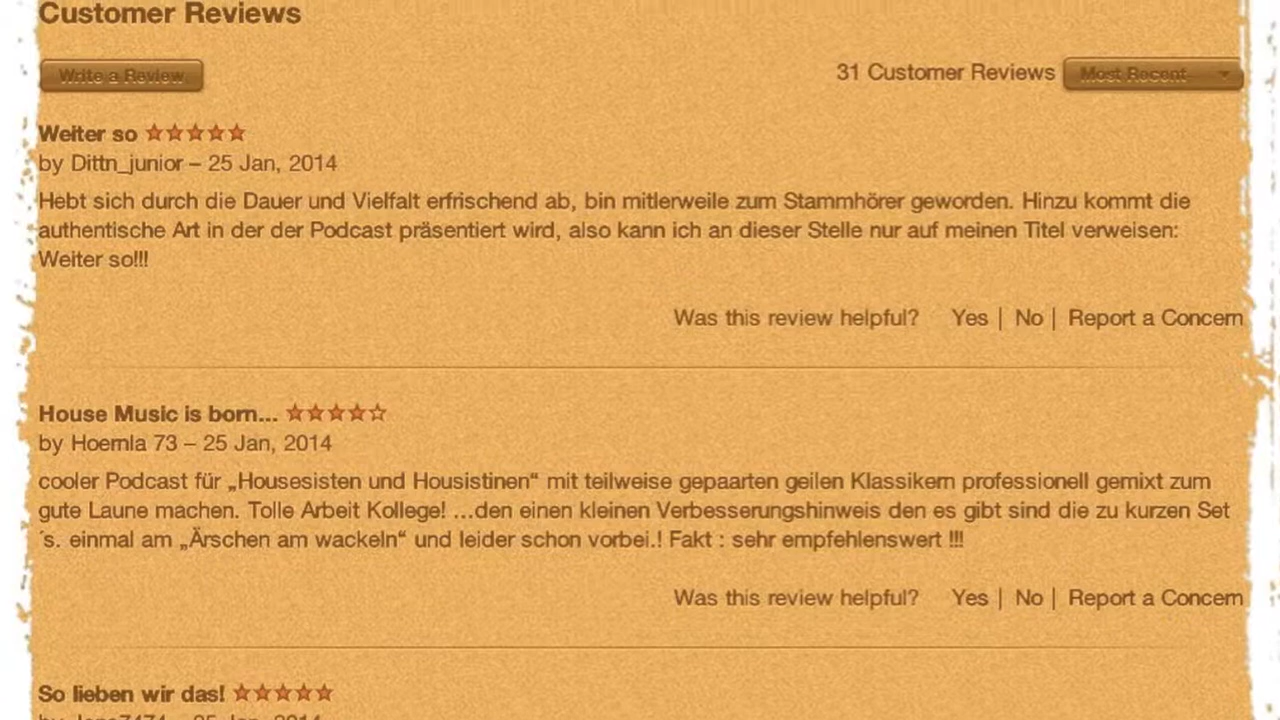 Customer Reviews
Write a Review
31 Customer Reviews Most Recent
Weiter so
by Dittn_junior – 25 Jan, 2014
Hebt sich durch die Dauer und Vielfalt erfrischend ab, bin mitlerweile zum Stammhörer geworden. Hinzu kommt die
authentische Art in der der Podcast präsentiert wird, also kann ich an dieser Stelle nur auf meinen Titel verweisen:
Weiter so!!!
Was this review helpful? Yes | No | Report a Concern
House Music is born...
by Hoernla 73 – 25 Jan, 2014
cooler Podcast für „Housesisten und Housistinen“ mit teilweise gepaarten geilen Klassikern professionell gemixt zum
gute Laune machen. Tolle Arbeit Kollege! …den einen kleinen Verbesserungshinweis den es gibt sind die zu kurzen Set
´s. einmal am „Ärschen am wackeln“ und leider schon vorbei.! Fakt : sehr empfehlenswert !!!
Was this review helpful? Yes | No | Report a Concern
So lieben wir das!